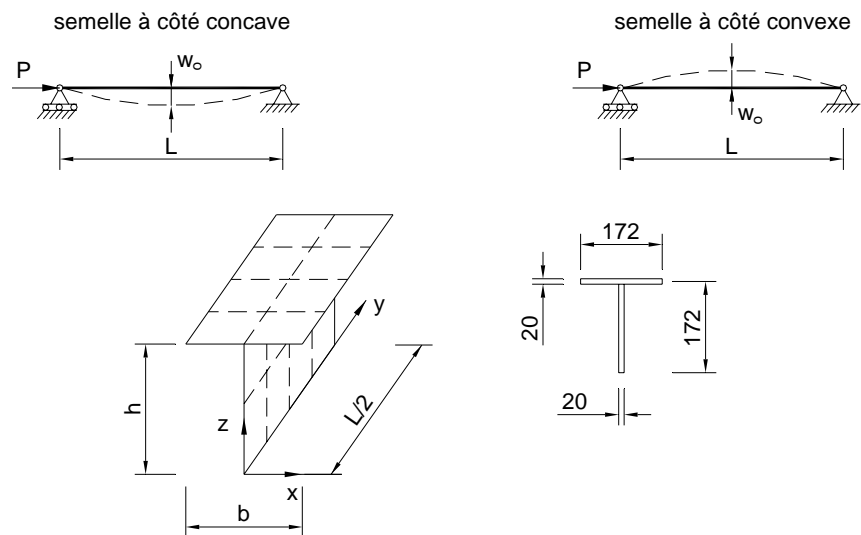 semelle à côté concave
semelle à côté convexe
P
w₀
L
P
w₀
L
172
20
172
20
y
h
z
x
L/2
b